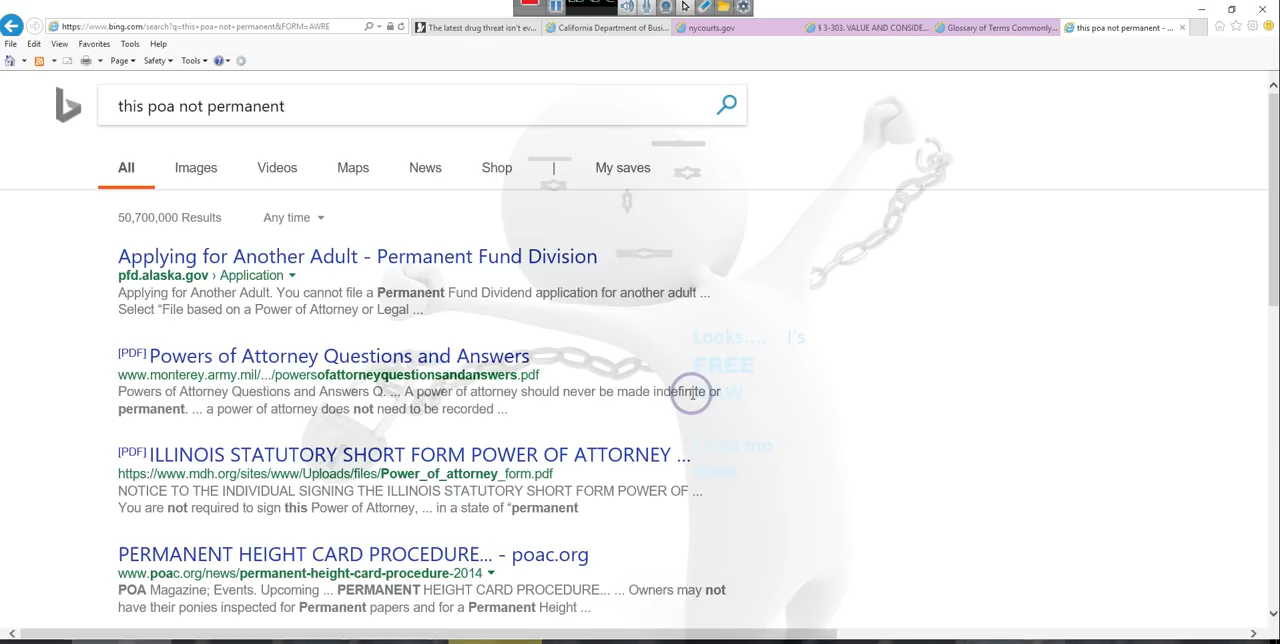 https://www.bing.com/search?q=this+poa+not+permanent&FORM=AWRE
The latest drug threat isn't ev...
California Department of Busi...
nycourts.gov
§ 3-303. VALUE AND CONSIDE...
Glossary of Terms Commonly...
this poa not permanent - ...
File Edit View Favorites Tools Help
Page Safety Tools
this poa not permanent
All Images Videos Maps News Shop | My saves
50,700,000 Results Any time
Applying for Another Adult - Permanent Fund Division
pfd.alaska.gov › Application
Applying for Another Adult. You cannot file a Permanent Fund Dividend application for another adult ...
Select “File based on a Power of Attorney or Legal ...
[PDF] Powers of Attorney Questions and Answers
www.monterey.army.mil/.../powersofattorneyquestionsandanswers.pdf
Powers of Attorney Questions and Answers Q. ... A power of attorney should never be made indefinite or
permanent. ... a power of attorney does not need to be recorded ...
[PDF] ILLINOIS STATUTORY SHORT FORM POWER OF ATTORNEY ...
https://www.mdh.org/sites/www/Uploads/files/Power_of_attorney_form.pdf
NOTICE TO THE INDIVIDUAL SIGNING THE ILLINOIS STATUTORY SHORT FORM POWER OF ...
You are not required to sign this Power of Attorney, ... in a state of “permanent
PERMANENT HEIGHT CARD PROCEDURE... - poac.org
www.poac.org/news/permanent-height-card-procedure-2014
POA Magazine; Events. Upcoming ... PERMANENT HEIGHT CARD PROCEDURE... ... Owners may not
have their ponies inspected for Permanent papers and for a Permanent Height ...
Looks.... I's
FREE